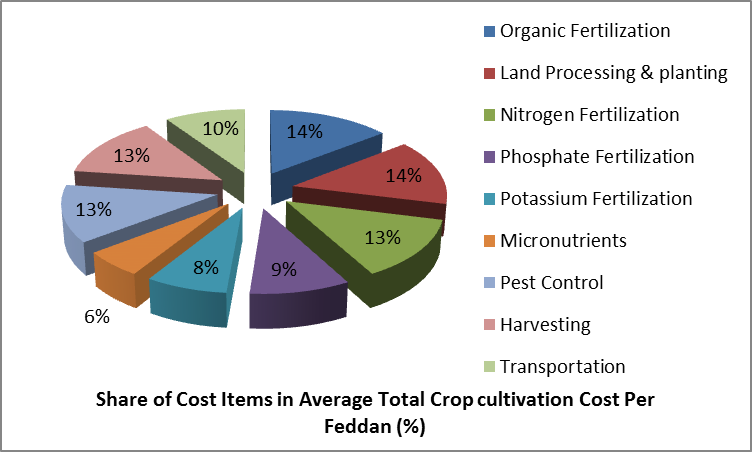 Organic Fertilization
Land Processing & planting
Nitrogen Fertilization
Phosphate Fertilization
Potassium Fertilization
Micronutrients
Pest Control
Harvesting
Transportation
14%
14%
13%
9%
8%
6%
13%
13%
10%
Share of Cost Items in Average Total Crop cultivation Cost Per
Feddan (%)